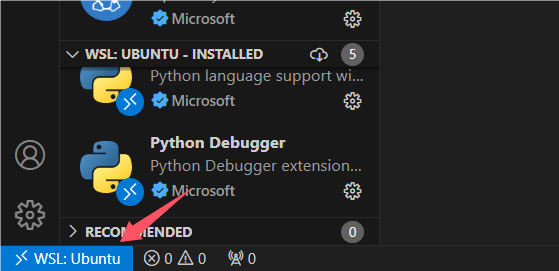 Microsoft
WSL: UBUNTU - INSTALLED 5
Python language support wi...
Microsoft
Python Debugger
Python Debugger extension...
Microsoft
RECOMMENDED 0
WSL: Ubuntu 0 0 0